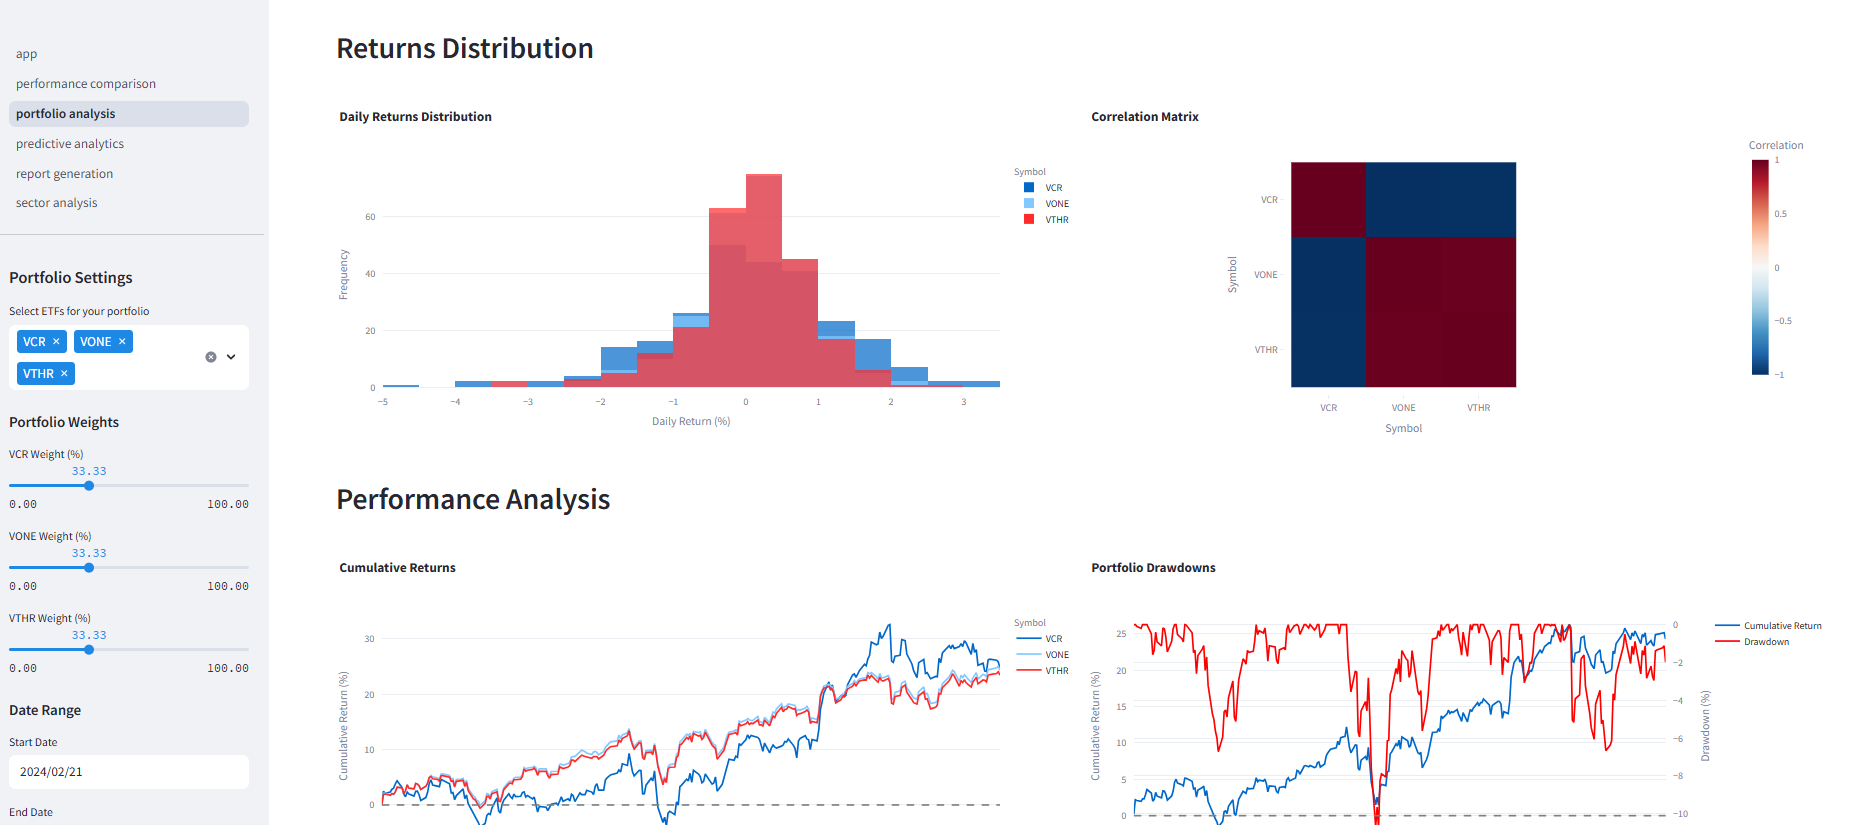 app
performance comparison
portfolio analysis
predictive analytics
report generation
sector analysis
Portfolio Settings
Select ETFs for your portfolio
VCR × VONE ×
VTHR ×
Portfolio Weights
VCR Weight (%)
33.33
0.00 100.00
VONE Weight (%)
33.33
0.00 100.00
VTHR Weight (%)
33.33
0.00 100.00
Date Range
Start Date
2024/02/21
End Date
Returns Distribution
Daily Returns Distribution
Symbol
VCR
VONE
VTHR
Frequency
60
40
20
0
−5 −4 −3 −2 −1 0 1 2 3
Daily Return (%)
Correlation Matrix
Correlation
1
0.5
0
−0.5
−1
Symbol
VCR
VONE
VTHR
VCR VONE VTHR
Symbol
Performance Analysis
Cumulative Returns
Symbol
VCR
VONE
VTHR
Cumulative Return (%)
30
20
10
0
Portfolio Drawdowns
Cumulative Return
Drawdown
Cumulative Return (%)
25
20
15
10
5
0
0
−2
−4
−6
−8
−10
Drawdown (%)